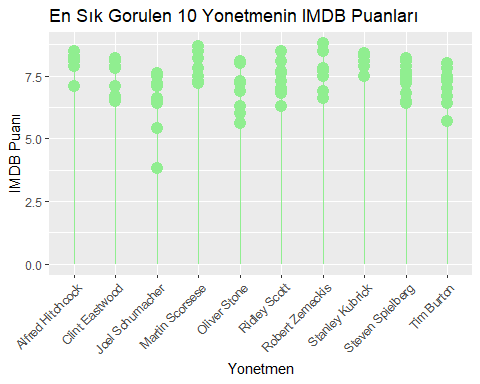 En Sık Gorulen 10 Yonetmenin IMDB Puanları
IMDB Puanı
7.5
5.0
2.5
0.0
Alfred Hitchcock
Clint Eastwood
Joel Schumacher
Martin Scorsese
Oliver Stone
Ridley Scott
Robert Zemeckis
Stanley Kubrick
Steven Spielberg
Tim Burton
Yonetmen